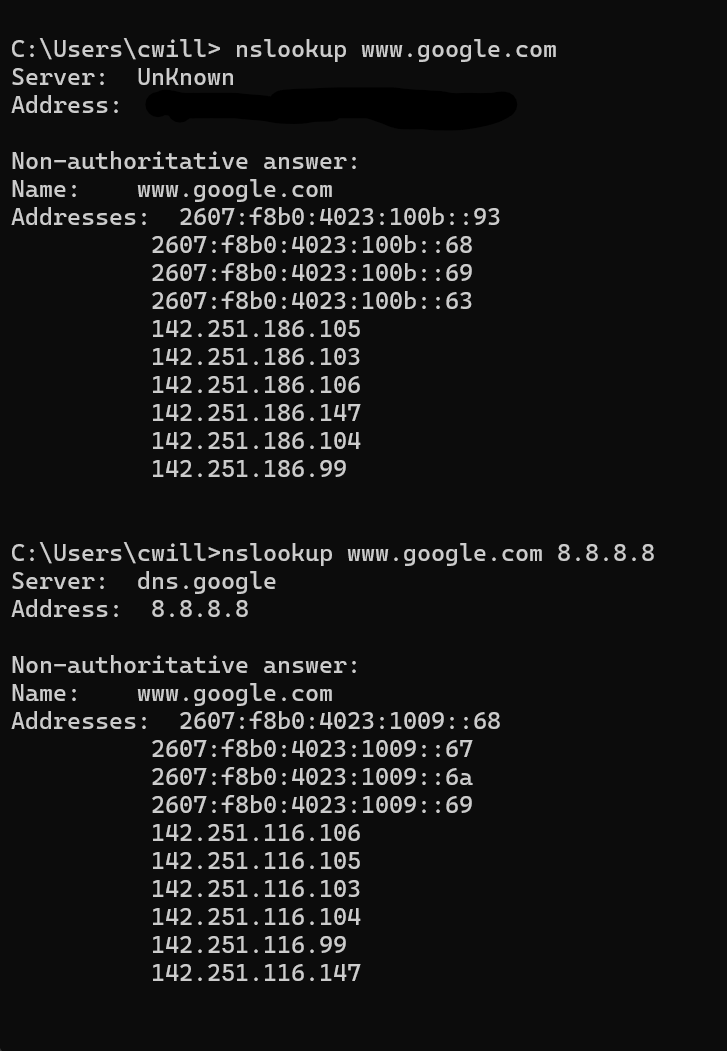 C:\Users\cwill> nslookup www.google.com
Server:  UnKnown
Address:
Non-authoritative answer:
Name:    www.google.com
Addresses:  2607:f8b0:4023:100b::93
2607:f8b0:4023:100b::68
2607:f8b0:4023:100b::69
2607:f8b0:4023:100b::63
142.251.186.105
142.251.186.103
142.251.186.106
142.251.186.147
142.251.186.104
142.251.186.99
C:\Users\cwill>nslookup www.google.com 8.8.8.8
Server:  dns.google
Address:  8.8.8.8
Non-authoritative answer:
Name:    www.google.com
Addresses:  2607:f8b0:4023:1009::68
2607:f8b0:4023:1009::67
2607:f8b0:4023:1009::6a
2607:f8b0:4023:1009::69
142.251.116.106
142.251.116.105
142.251.116.103
142.251.116.104
142.251.116.99
142.251.116.147